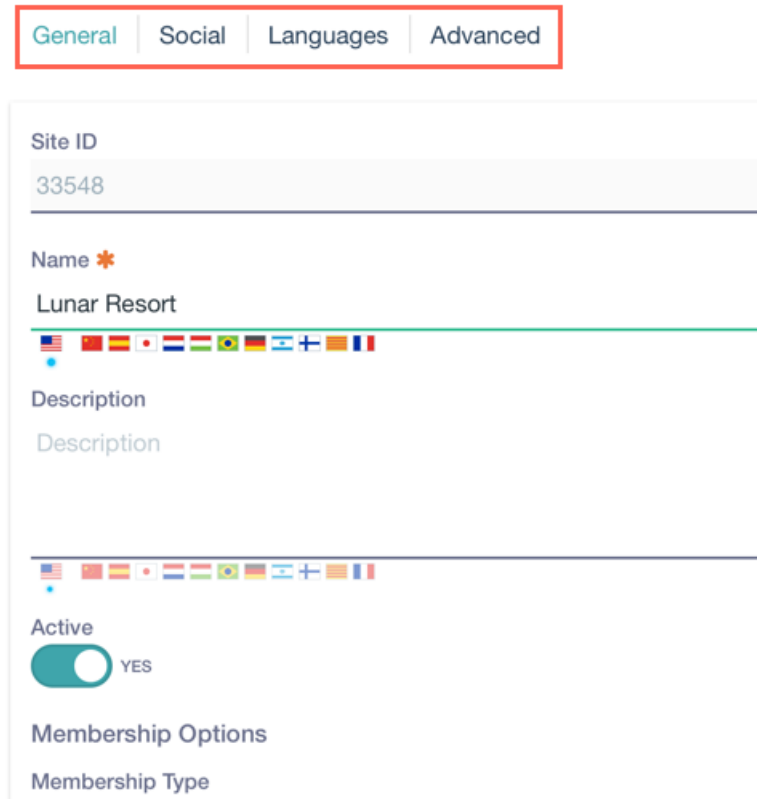 General Social Languages Advanced
Site ID
33548
Name *
Lunar Resort
Description
Description
Active
YES
Membership Options
Membership Type